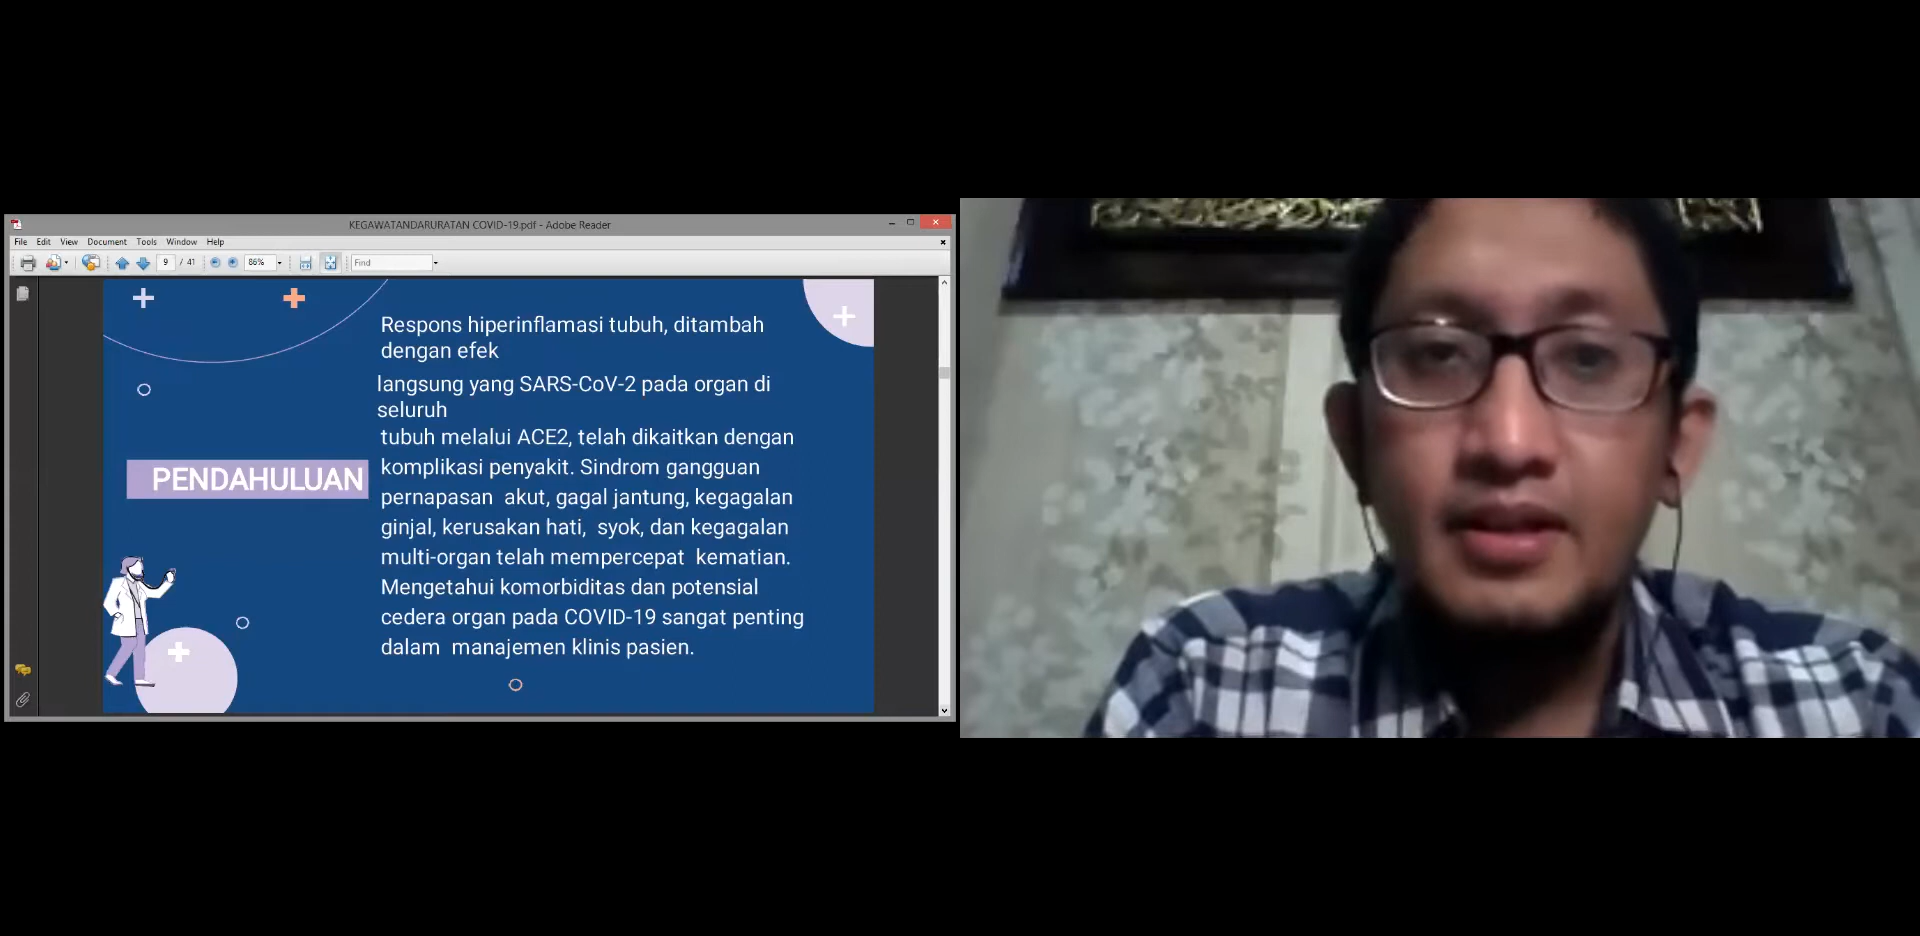 KEGAWATANDARURATAN COVID-19.pdf - Adobe Reader
File Edit View Document Tools Window Help
9 / 41 86% Find
Respons hiperinflamasi tubuh, ditambah
dengan efek
langsung yang SARS-CoV-2 pada organ di
seluruh
tubuh melalui ACE2, telah dikaitkan dengan
komplikasi penyakit. Sindrom gangguan
pernapasan akut, gagal jantung, kegagalan
ginjal, kerusakan hati, syok, dan kegagalan
multi-organ telah mempercepat kematian.
Mengetahui komorbiditas dan potensial
cedera organ pada COVID-19 sangat penting
dalam manajemen klinis pasien.
PENDAHULUAN